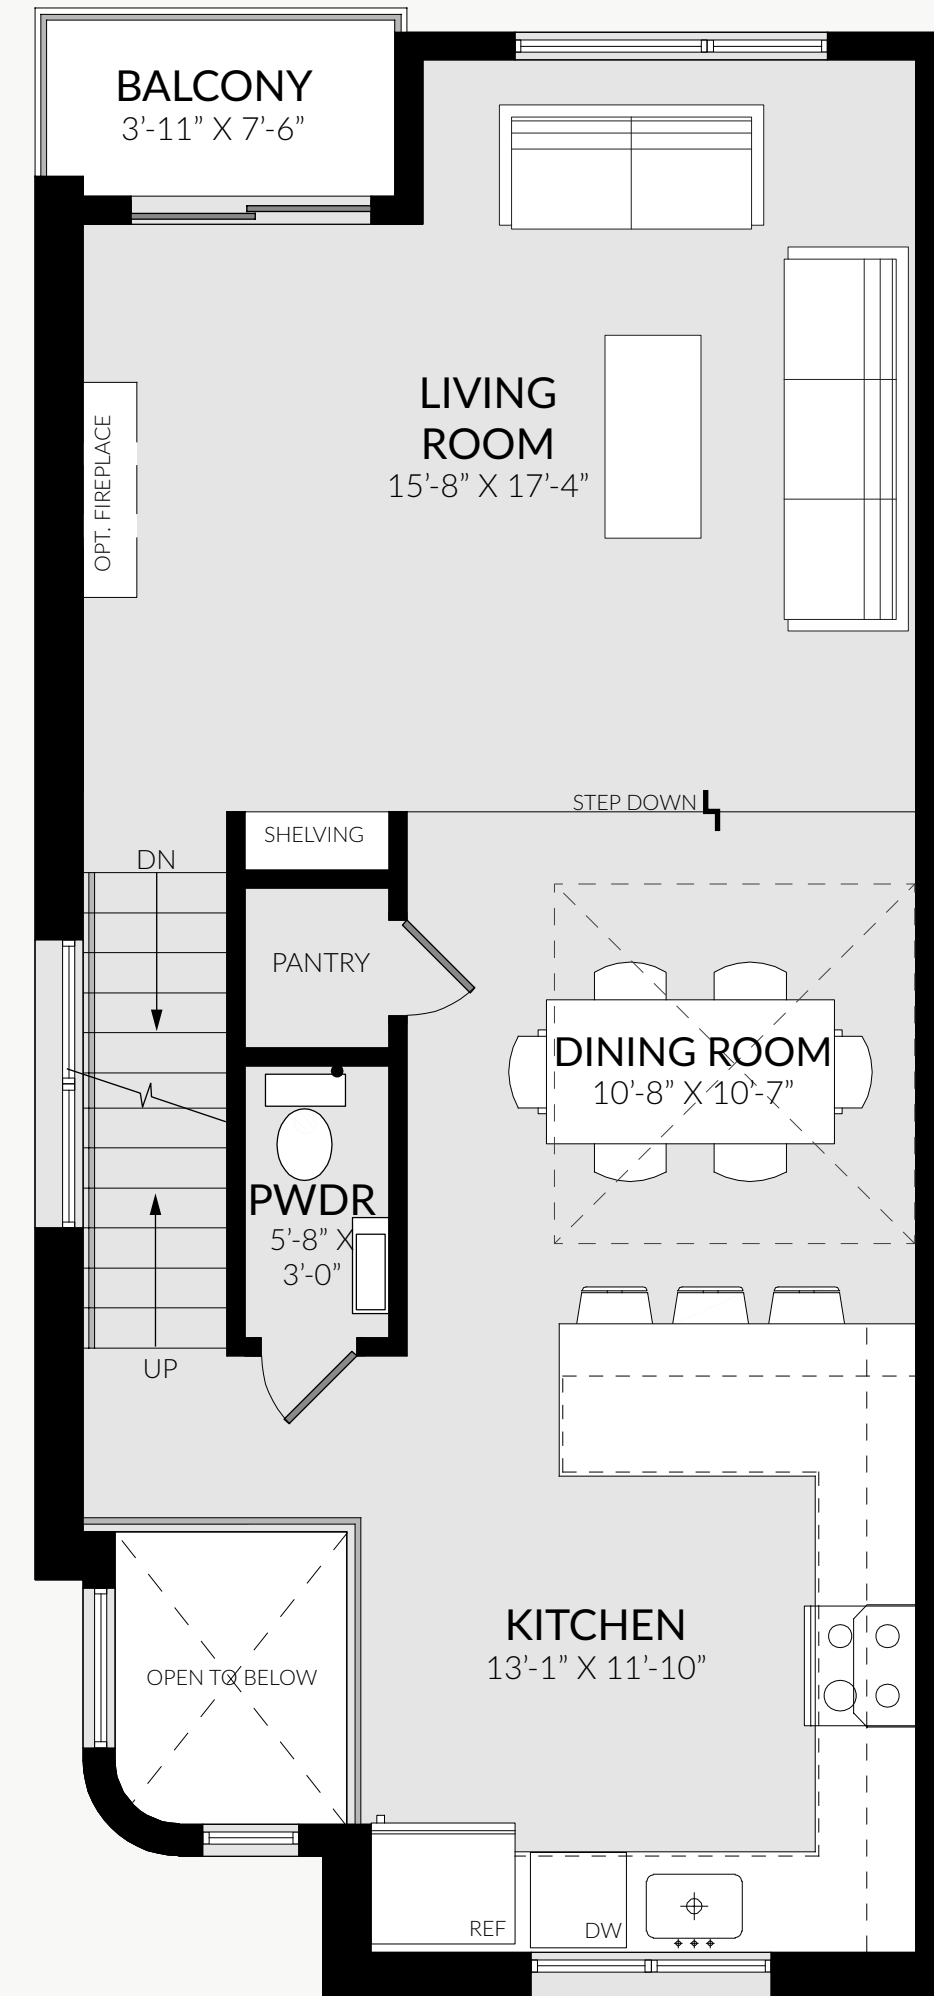 BALCONY
3’-11” X 7’-6”
LIVING
ROOM
15’-8” X 17’-4”
OPT. FIREPLACE
STEP DOWN
SHELVING
DN
PANTRY
DINING ROOM
10’-8” X 10’-7”
PWDR
5’-8” X
3’-0”
UP
KITCHEN
13’-1” X 11’-10”
OPEN TO BELOW
REF
DW